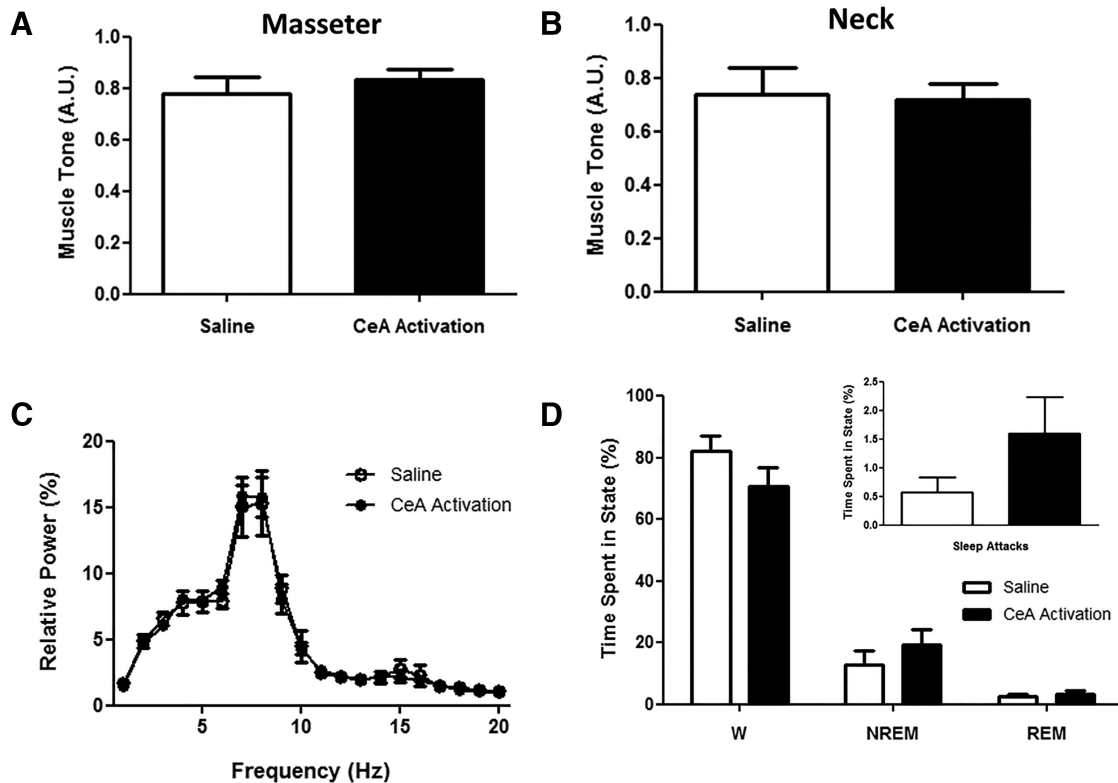 A
Masseter
Muscle Tone (A.U.)
1.0
0.8
0.6
0.4
0.2
0.0
Saline
CeA Activation
B
Neck
Muscle Tone (A.U.)
1.0
0.8
0.6
0.4
0.2
0.0
Saline
CeA Activation
C
Relative Power (%)
20
15
10
5
0
Saline
CeA Activation
5
10
15
20
Frequency (Hz)
D
Time Spent in State (%)
100
80
60
40
20
0
W
NREM
REM
Time Spent in State (%)
2.5
2.0
1.5
1.0
0.5
0.0
Sleep Attacks
Saline
CeA Activation